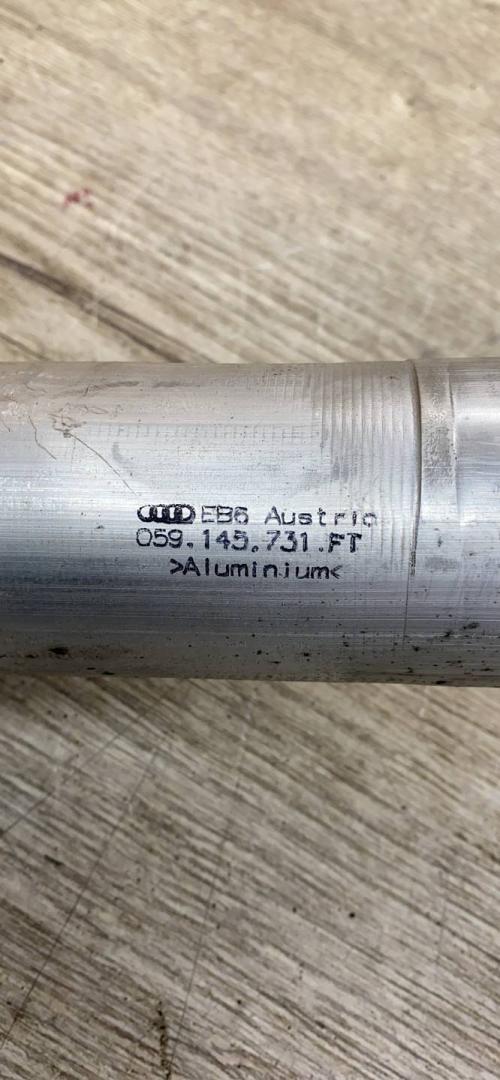 EB6 Austria
059.145.731.FT
>Aluminium<